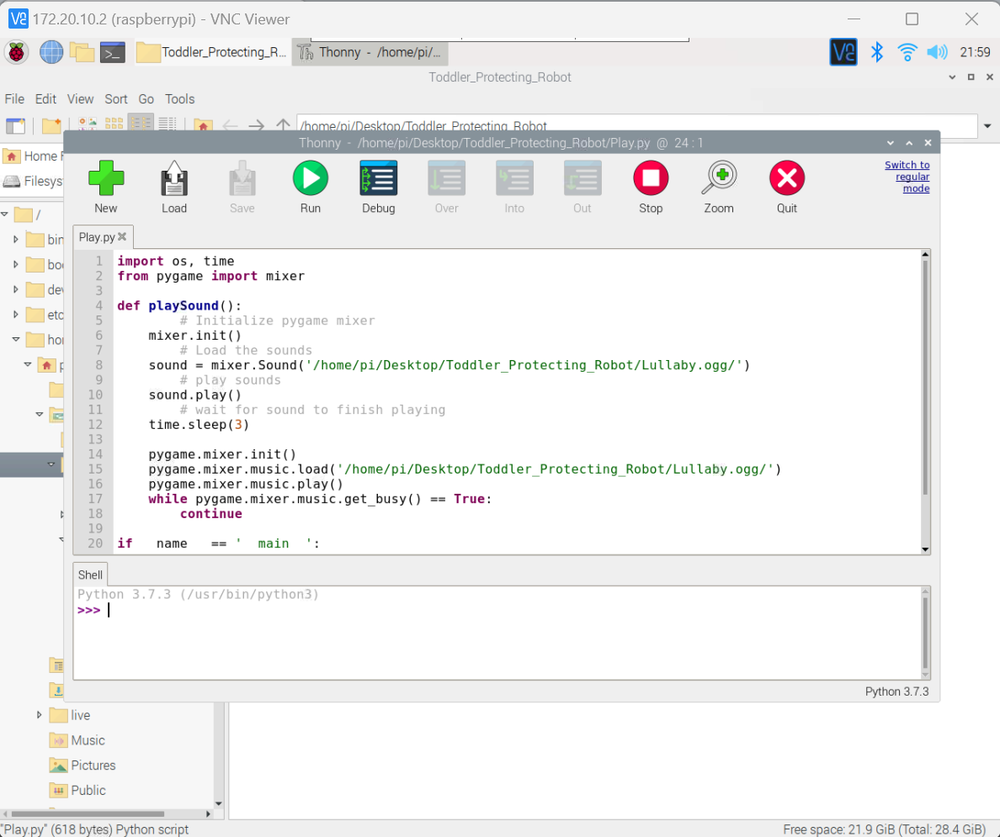 172.20.10.2 (raspberrypi) - VNC Viewer
Toddler_Protecting_R...
Thonny - /home/pi/...
21:59
Toddler_Protecting_Robot
File Edit View Sort Go Tools
/home/pi/Desktop/Toddler_Protecting_Robot
Thonny - /home/pi/Desktop/Toddler_Protecting_Robot/Play.py @ 24 : 1
Home
Filesys
/
bin
live
Music
Pictures
Public
New Load Save Run Debug Over Into Out Stop Zoom Quit
Switch to
regular
mode
Play.py
1 import os, time
2 from pygame import mixer
3
4 def playSound():
5 # Initialize pygame mixer
6 mixer.init()
7 # Load the sounds
8 sound = mixer.Sound('/home/pi/Desktop/Toddler_Protecting_Robot/Lullaby.ogg/')
9 # play sounds
10 sound.play()
11 # wait for sound to finish playing
12 time.sleep(3)
13
14 pygame.mixer.init()
15 pygame.mixer.music.load('/home/pi/Desktop/Toddler_Protecting_Robot/Lullaby.ogg/')
16 pygame.mixer.music.play()
17 while pygame.mixer.music.get_busy() == True:
18 continue
19
20 if name == ' main ':
Shell
Python 3.7.3 (/usr/bin/python3)
>>>
Python 3.7.3
"Play.py" (618 bytes) Python script
Free space: 21.9 GiB (Total: 28.4 GiB)